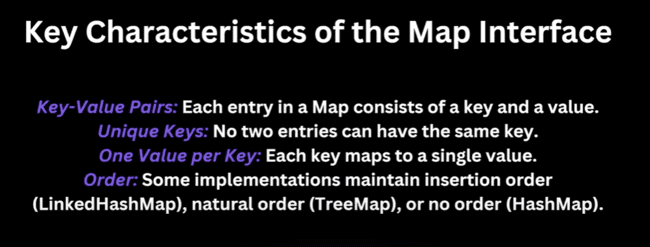 Key Characteristics of the Map Interface
Key-Value Pairs: Each entry in a Map consists of a key and a value.
Unique Keys: No two entries can have the same key.
One Value per Key: Each key maps to a single value.
Order: Some implementations maintain insertion order
(LinkedHashMap), natural order (TreeMap), or no order (HashMap).